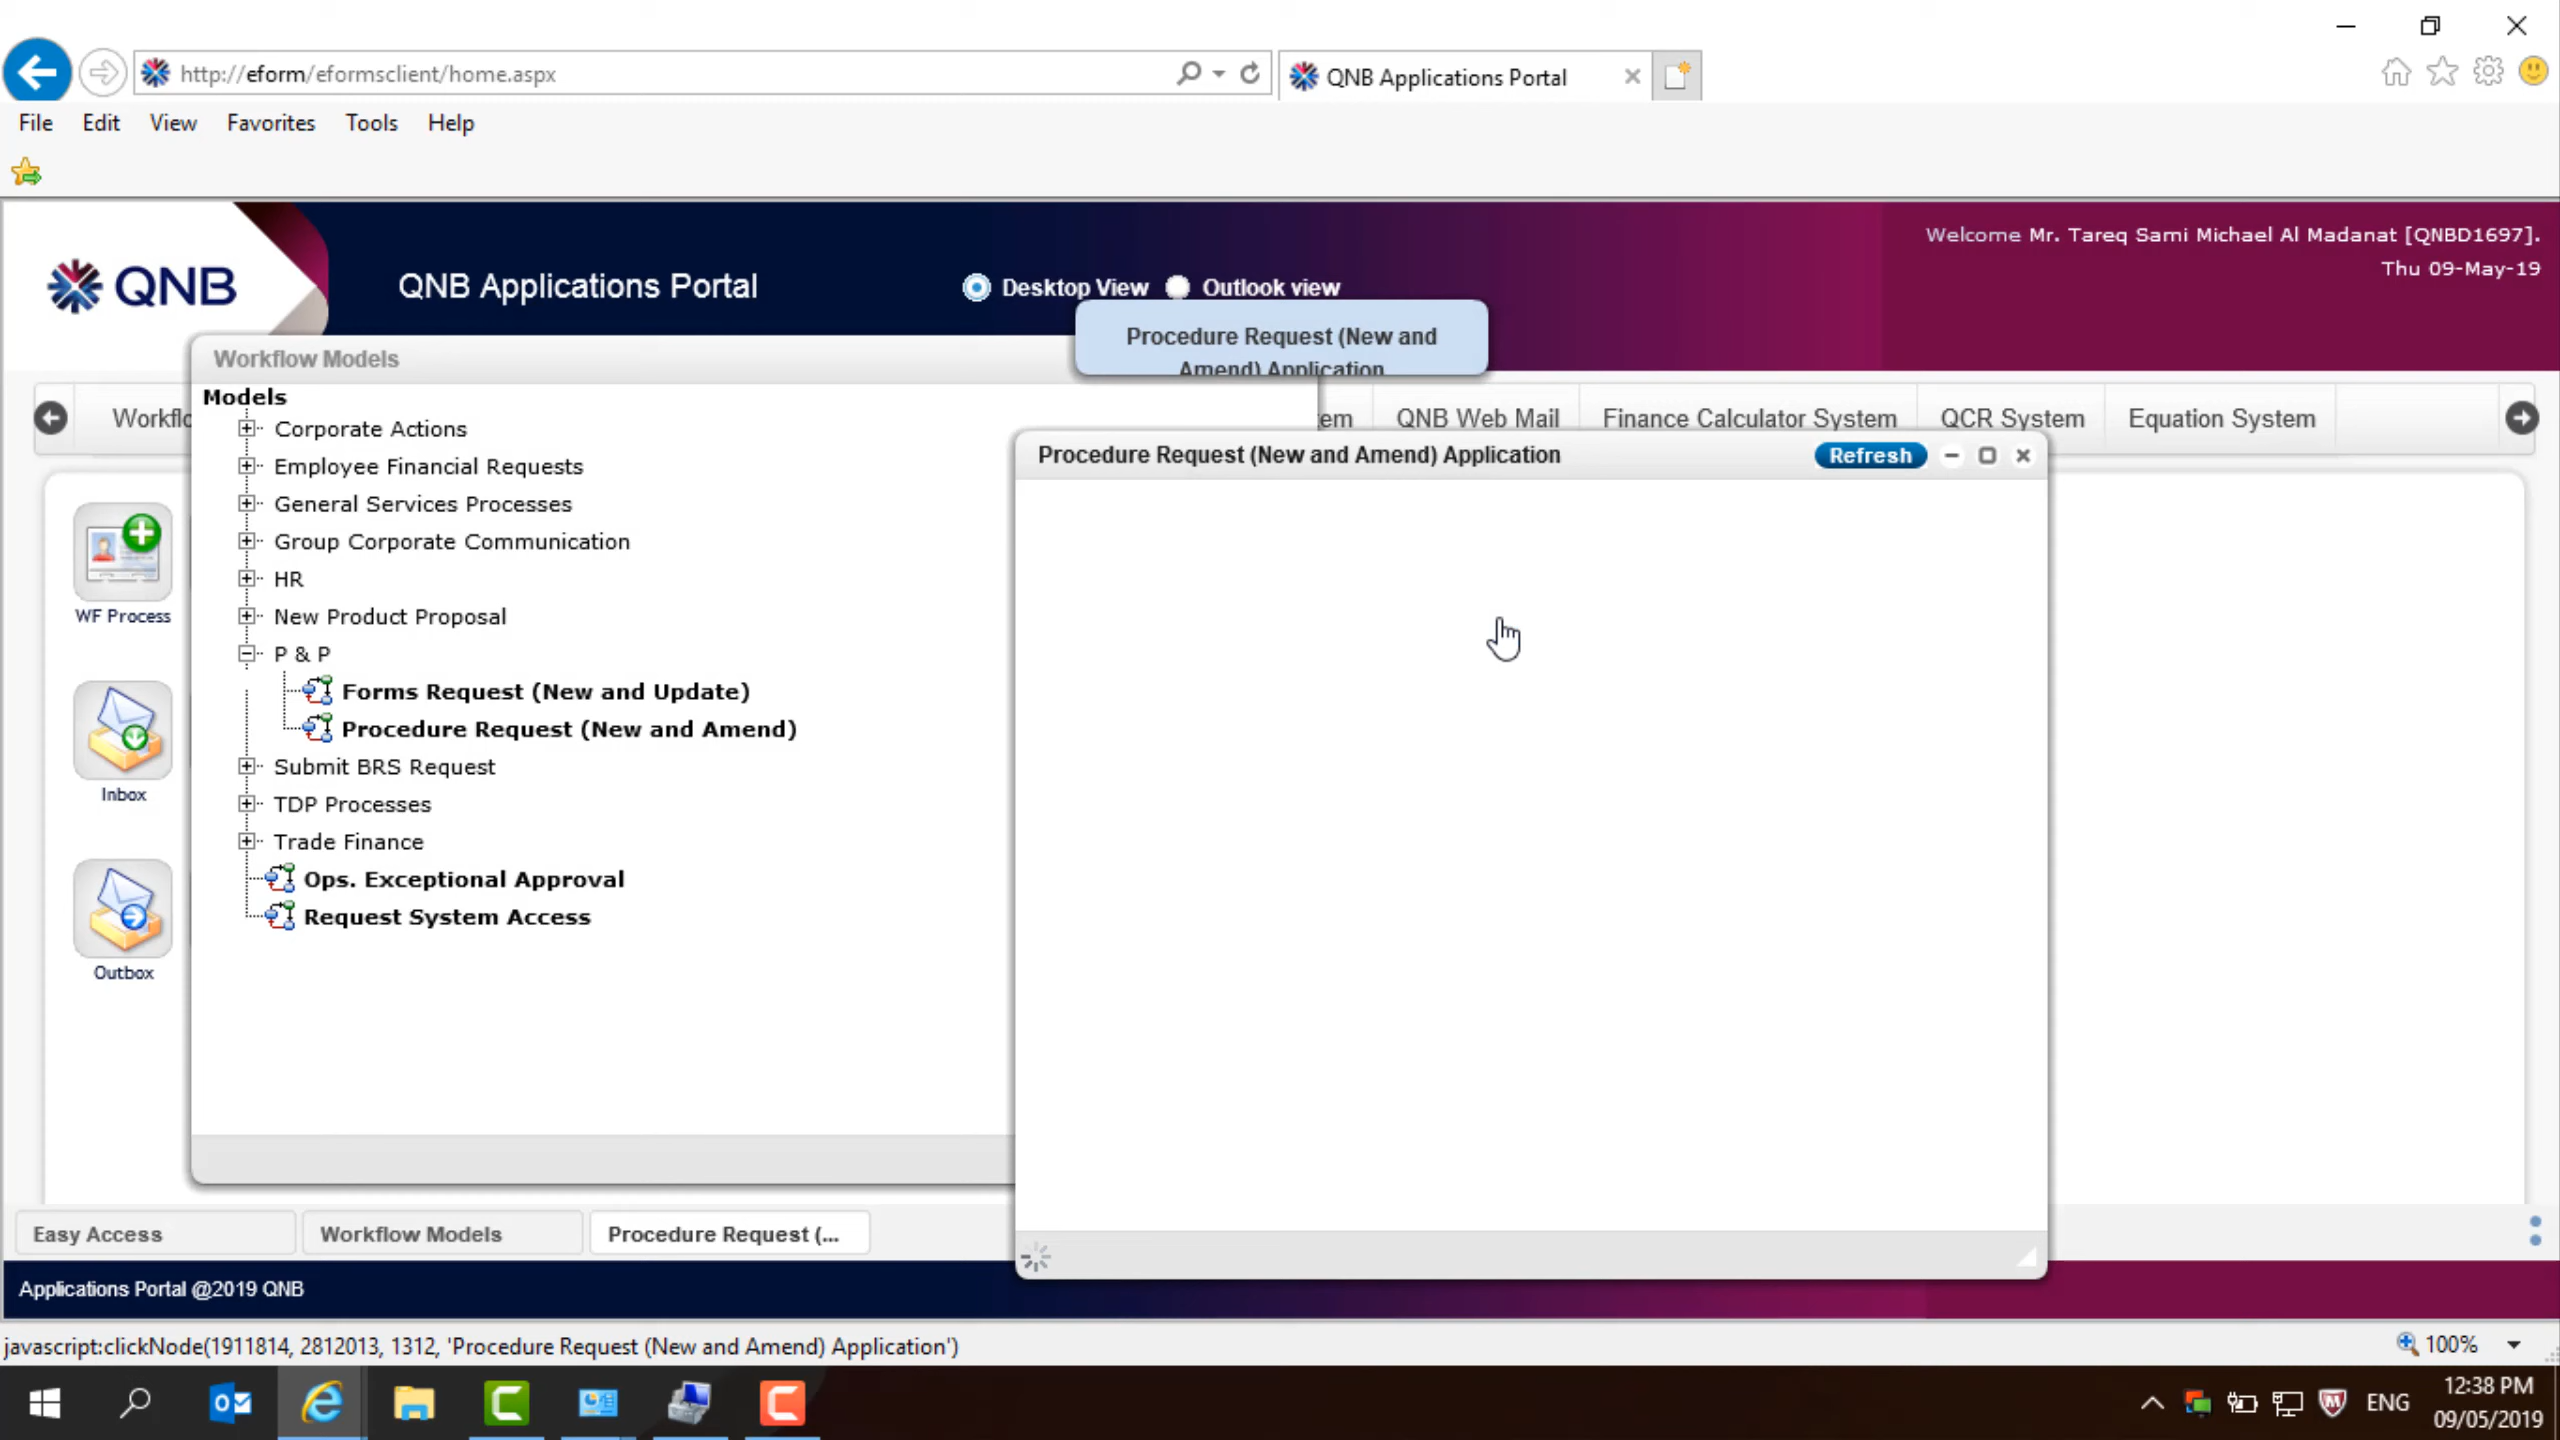 http://eform/eformsclient/home.aspx
QNB Applications Portal
File Edit View Favorites Tools Help
Welcome Mr. Tareq Sami Michael Al Madanat [QNBD1697].
Thu 09-May-19
QNB
QNB Applications Portal
Desktop View
Outlook view
Procedure Request (New and
Amend) Application
Workflow Models
Workflo
em
QNB Web Mail
Finance Calculator System
QCR System
Equation System
Models
Corporate Actions
Employee Financial Requests
General Services Processes
Group Corporate Communication
HR
New Product Proposal
P & P
Forms Request (New and Update)
Procedure Request (New and Amend)
Submit BRS Request
TDP Processes
Trade Finance
Ops. Exceptional Approval
Request System Access
WF Process
Inbox
Outbox
Procedure Request (New and Amend) Application
Refresh
Easy Access
Workflow Models
Procedure Request (...
Applications Portal @2019 QNB
javascript:clickNode(1911814, 2812013, 1312, 'Procedure Request (New and Amend) Application')
100%
ENG
12:38 PM
09/05/2019